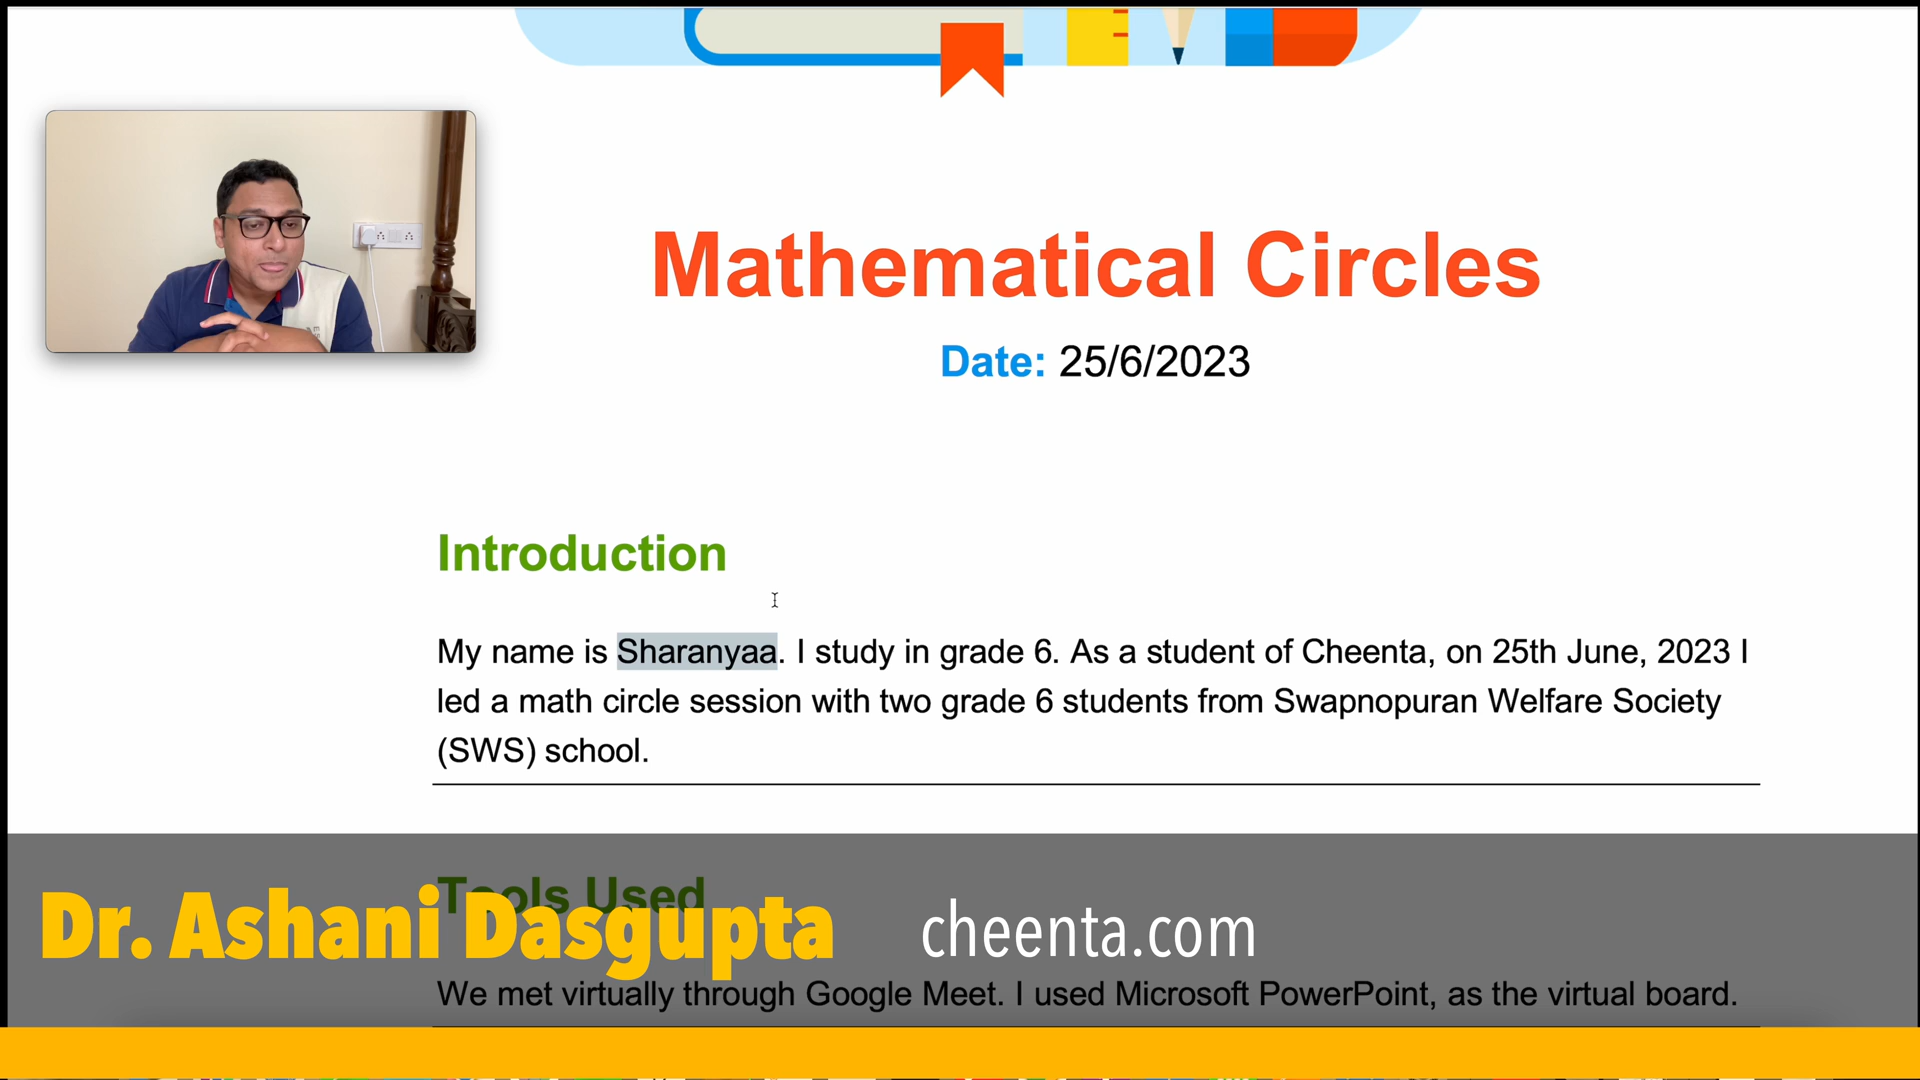 Mathematical Circles
Date: 25/6/2023
Introduction
My name is Sharanyaa. I study in grade 6. As a student of Cheenta, on 25th June, 2023 I
led a math circle session with two grade 6 students from Swapnopuran Welfare Society
(SWS) school.
Tools Used
Dr. Ashani Dasgupta
cheenta.com
We met virtually through Google Meet. I used Microsoft PowerPoint, as the virtual board.